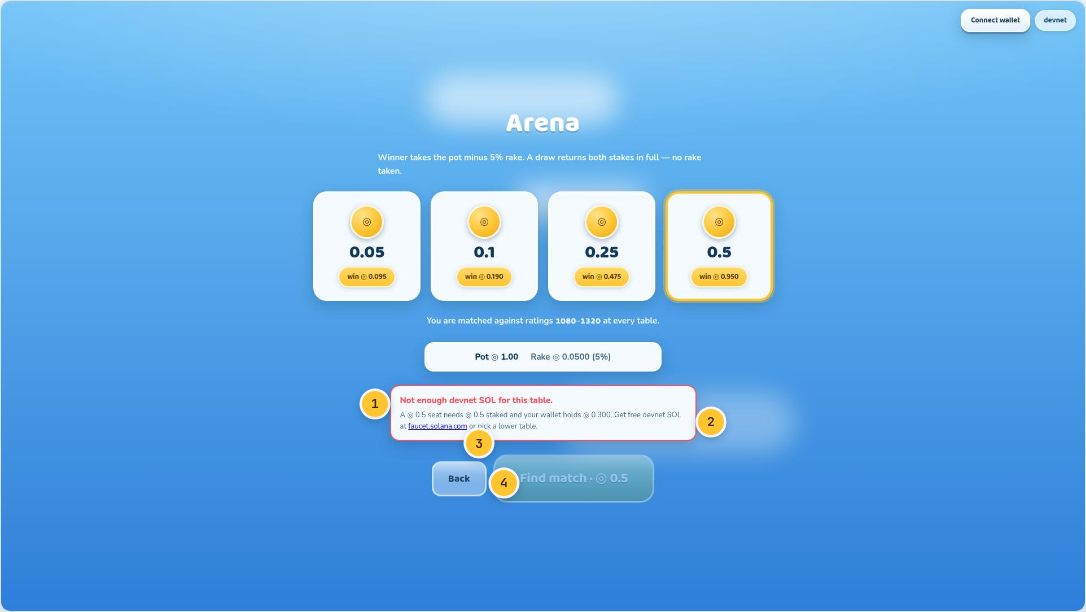 Connect wallet
devnet
Arena
Winner takes the pot minus 5% rake. A draw returns both stakes in full — no rake
taken.
◎ ◎ ◎ ◎
0.05 0.1 0.25 0.5
win ◎ 0.095 win ◎ 0.190 win ◎ 0.475 win ◎ 0.950
You are matched against ratings 1080–1320 at every table.
Pot ◎ 1.00 Rake ◎ 0.0500 (5%)
1
Not enough devnet SOL for this table.
A ◎ 0.5 seat needs ◎ 0.5 staked and your wallet holds ◎ 0.300. Get free devnet SOL
2
at faucet.solana.com or pick a lower table.
3
Back
4
Find match · ◎ 0.5